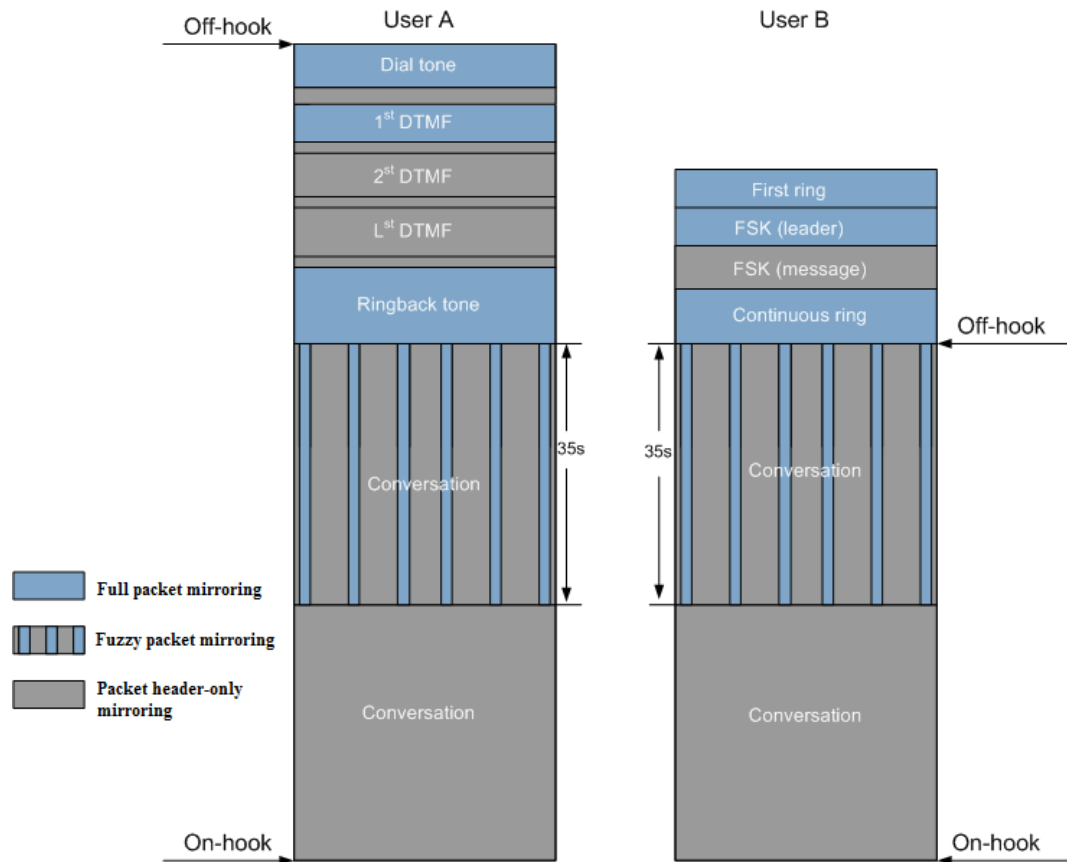 User A
User B
Off-hook
Dial tone
1st DTMF
2st DTMF
Lst DTMF
Ringback tone
First ring
FSK (leader)
FSK (message)
Continuous ring
Off-hook
35s
35s
Conversation
Conversation
Full packet mirroring
Fuzzy packet mirroring
Packet header-only
mirroring
Conversation
Conversation
On-hook
On-hook